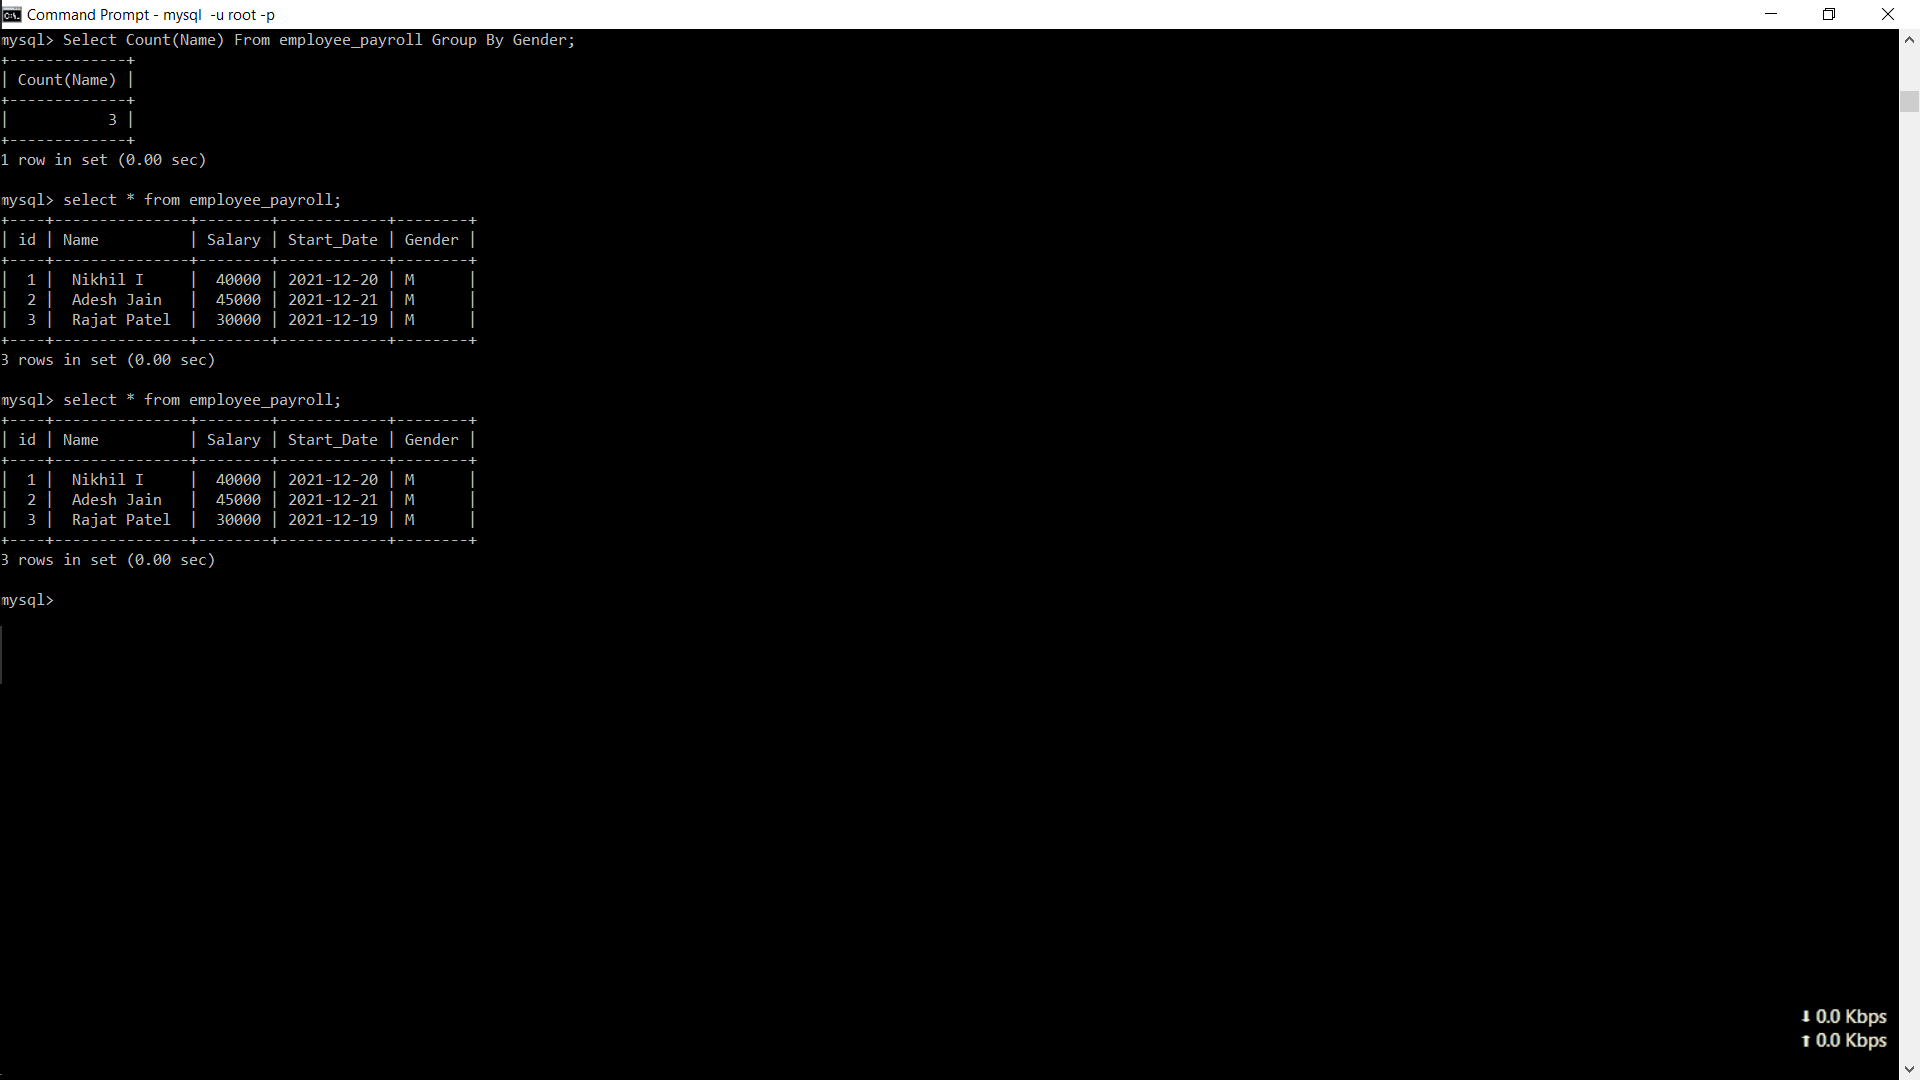 Command Prompt - mysql  -u root -p
mysql> Select Count(Name) From employee_payroll Group By Gender;
+-------------+
| Count(Name) |
+-------------+
|           3 |
+-------------+
1 row in set (0.00 sec)

mysql> select * from employee_payroll;
+----+---------------+--------+------------+--------+
| id | Name          | Salary | Start_Date | Gender |
+----+---------------+--------+------------+--------+
|  1 |  Nikhil I     |  40000 | 2021-12-20 | M      |
|  2 |  Adesh Jain   |  45000 | 2021-12-21 | M      |
|  3 |  Rajat Patel  |  30000 | 2021-12-19 | M      |
+----+---------------+--------+------------+--------+
3 rows in set (0.00 sec)

mysql> select * from employee_payroll;
+----+---------------+--------+------------+--------+
| id | Name          | Salary | Start_Date | Gender |
+----+---------------+--------+------------+--------+
|  1 |  Nikhil I     |  40000 | 2021-12-20 | M      |
|  2 |  Adesh Jain   |  45000 | 2021-12-21 | M      |
|  3 |  Rajat Patel  |  30000 | 2021-12-19 | M      |
+----+---------------+--------+------------+--------+
3 rows in set (0.00 sec)

mysql>
⬇ 0.0 Kbps
⬆ 0.0 Kbps